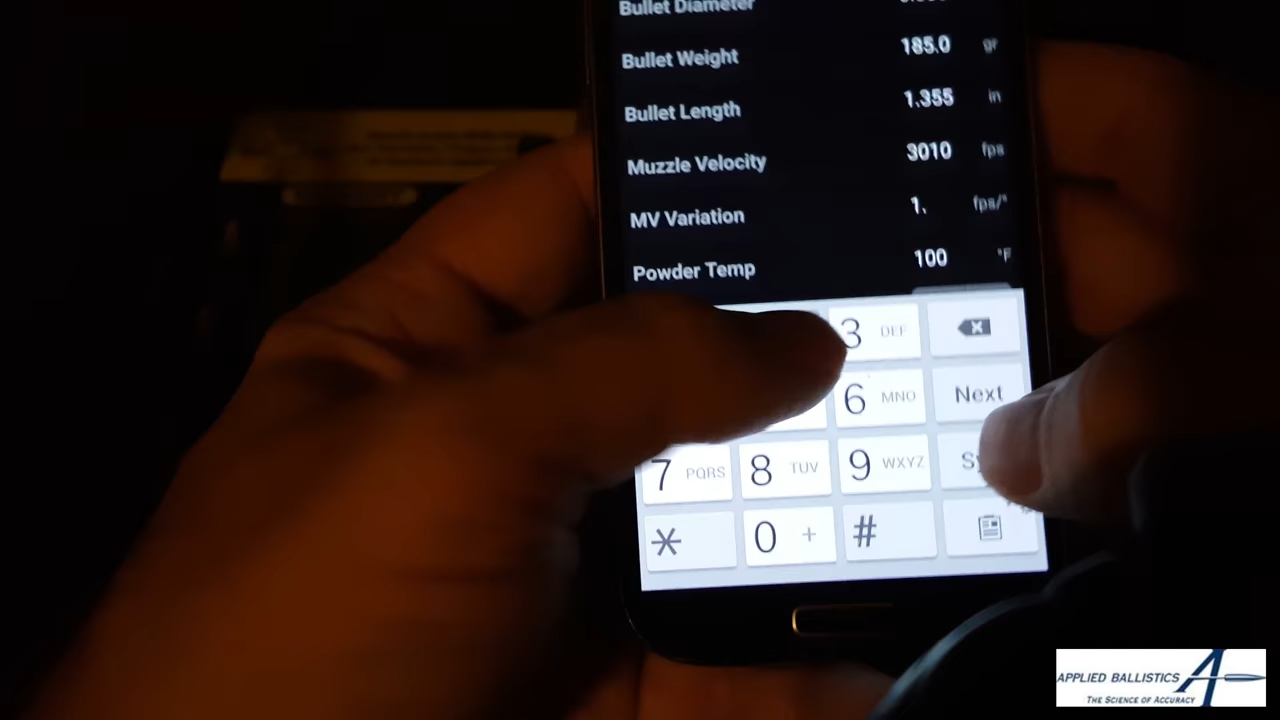 Bullet Diameter
Bullet Weight 185.0 gr
Bullet Length 1.355 in
Muzzle Velocity 3010 fps
MV Variation 1. fps/°
Powder Temp 100 °F
3 DEF
6 MNO Next
7 PQRS 8 TUV 9 WXYZ
* 0 + #
APPLIED BALLISTICS
THE SCIENCE OF ACCURACY